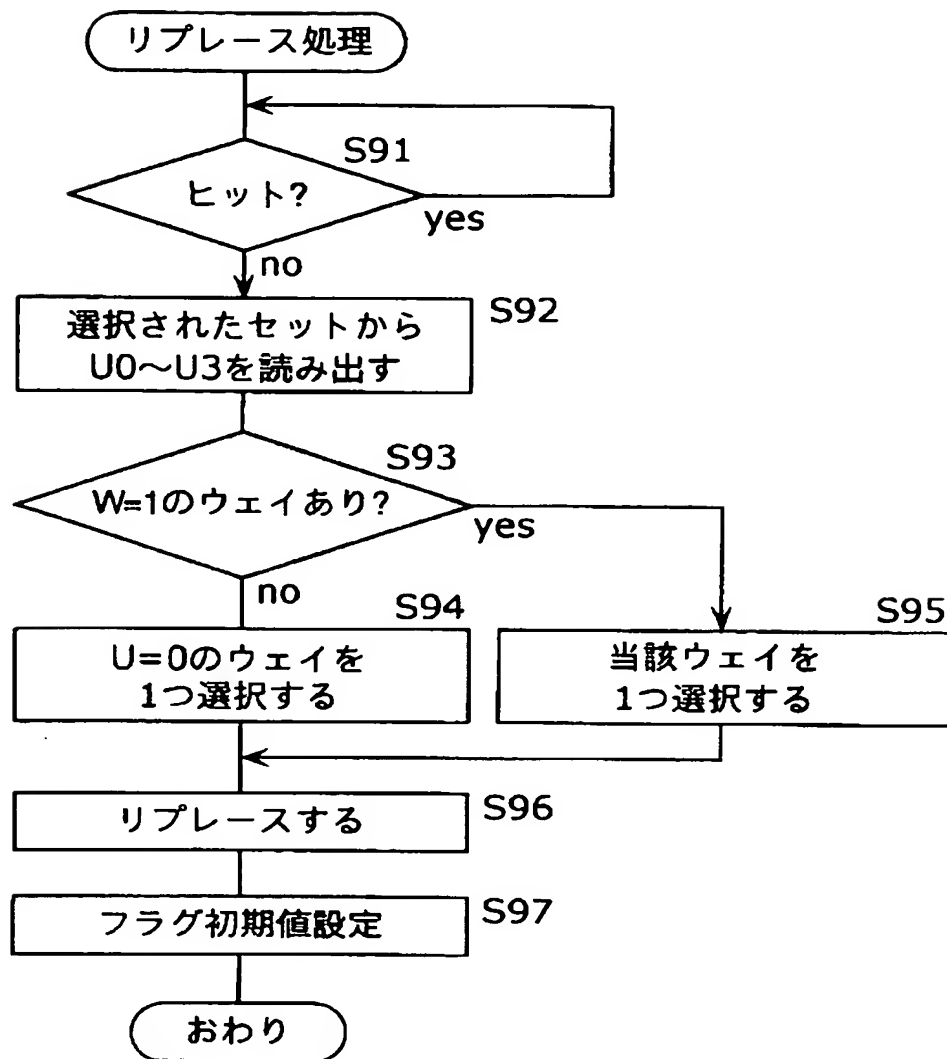 リプレース処理
S91
ヒット?
yes
no
S92
選択されたセットから
U0〜U3を読み出す
S93
W=1のウェイあり?
yes
no
S94
U=0のウェイを
1つ選択する
S95
当該ウェイを
1つ選択する
リプレースする
S96
フラグ初期値設定
S97
おわり